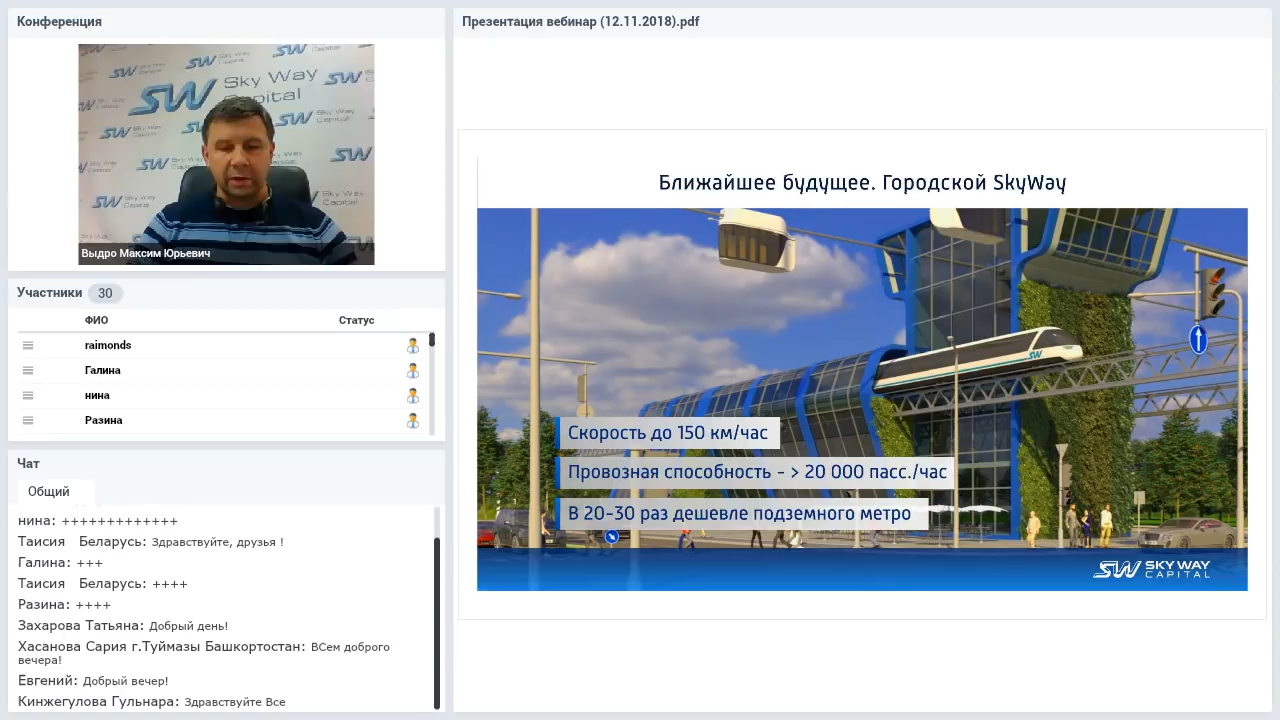 Конференция
SW Sky Way Capital
Выдро Максим Юрьевич
Участники 30
ФИО Статус
raimonds
Галина
нина
Разина
Чат
Общий
нина: +++++++++++++
Таисия Беларусь: Здравствуйте, друзья !
Галина: +++
Таисия Беларусь: ++++
Разина: ++++
Захарова Татьяна: Добрый день!
Хасанова Сария г.Туймазы Башкортостан: ВСем доброго
вечера!
Евгений: Добрый вечер!
Кинжегулова Гульнара: Здравствуйте Все
Презентация вебинар (12.11.2018).pdf
Ближайшее будущее. Городской SkyWay
SW
Скорость до 150 км/час
Провозная способность - > 20 000 пасс./час
В 20-30 раз дешевле подземного метро
SW SKY WAY
CAPITAL